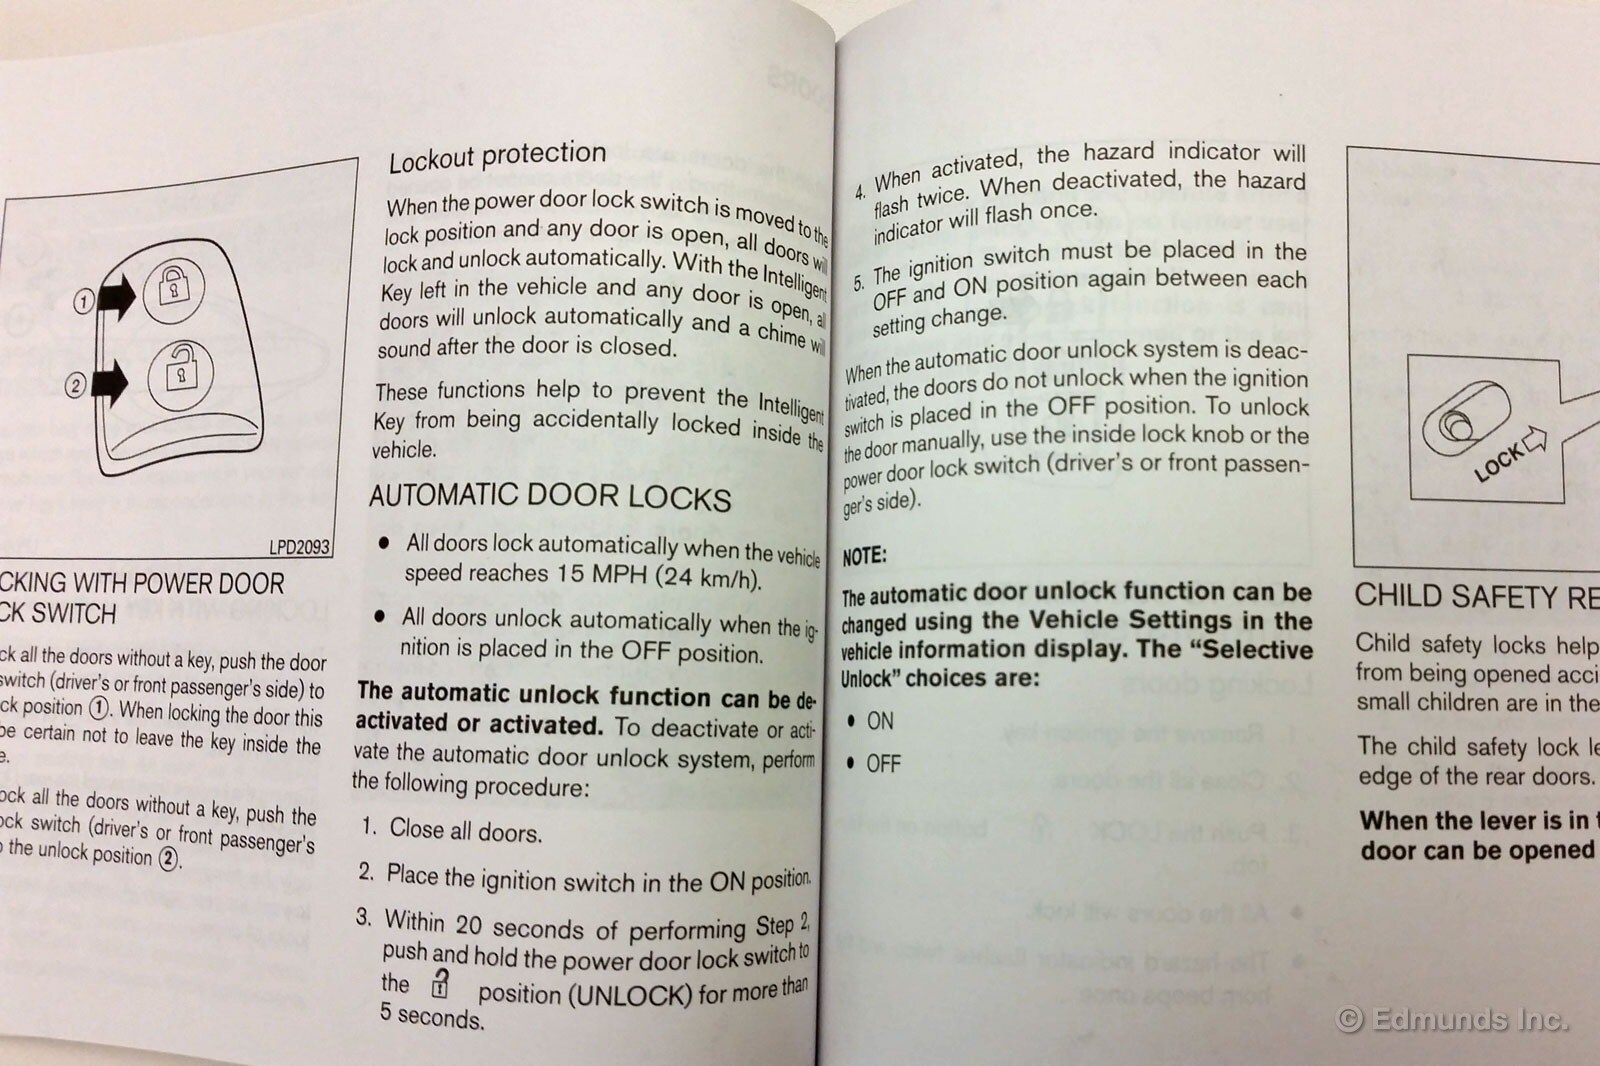 1
2
LPD2093
CKING WITH POWER DOOR
CK SWITCH
ck all the doors without a key, push the door
switch (driver's or front passenger's side) to
ck position 1. When locking the door this
be certain not to leave the key inside the
e.
ock all the doors without a key, push the
ock switch (driver's or front passenger's
o the unlock position 2.
Lockout protection
When the power door lock switch is moved to the
lock position and any door is open, all doors will
lock and unlock automatically. With the Intelligent
Key left in the vehicle and any door is open, all
doors will unlock automatically and a chime will
sound after the door is closed.
These functions help to prevent the Intelligent
Key from being accidentally locked inside the
vehicle.
AUTOMATIC DOOR LOCKS
● All doors lock automatically when the vehicle
speed reaches 15 MPH (24 km/h).
● All doors unlock automatically when the ig-
nition is placed in the OFF position.
The automatic unlock function can be de-
activated or activated. To deactivate or acti-
vate the automatic door unlock system, perform
the following procedure:
1. Close all doors.
2. Place the ignition switch in the ON position.
3. Within 20 seconds of performing Step 2,
push and hold the power door lock switch to
the position (UNLOCK) for more than
5 seconds.
4. When activated, the hazard indicator will
flash twice. When deactivated, the hazard
indicator will flash once.
5. The ignition switch must be placed in the
OFF and ON position again between each
setting change.
When the automatic door unlock system is deac-
tivated, the doors do not unlock when the ignition
switch is placed in the OFF position. To unlock
the door manually, use the inside lock knob or the
power door lock switch (driver's or front passen-
ger's side).
NOTE:
The automatic door unlock function can be
changed using the Vehicle Settings in the
vehicle information display. The “Selective
Unlock” choices are:
• ON
• OFF
LOCK
CHILD SAFETY RE
Child safety locks help
from being opened acci
small children are in the
The child safety lock le
edge of the rear doors.
When the lever is in t
door can be opened
© Edmunds Inc.